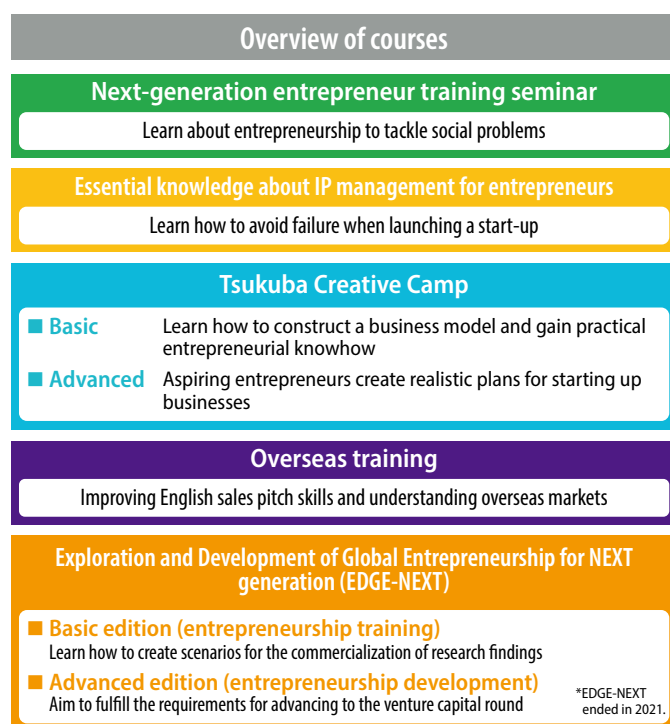 Overview of courses
Next-generation entrepreneur training seminar
Learn about entrepreneurship to tackle social problems
Essential knowledge about IP management for entrepreneurs
Learn how to avoid failure when launching a start-up
Tsukuba Creative Camp
■ Basic Learn how to construct a business model and gain practical
entrepreneurial knowhow
■ Advanced Aspiring entrepreneurs create realistic plans for starting up
businesses
Overseas training
Improving English sales pitch skills and understanding overseas markets
Exploration and Development of Global Entrepreneurship for NEXT
generation (EDGE-NEXT)
■ Basic edition (entrepreneurship training)
Learn how to create scenarios for the commercialization of research findings
■ Advanced edition (entrepreneurship development)
Aim to fulfill the requirements for advancing to the venture capital round
*EDGE-NEXT
ended in 2021.